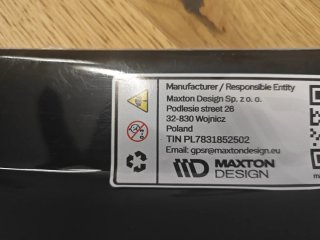 Manufacturer / Responsible Entity
Maxton Design Sp. z o. o.
Podlesie street 26
32-830 Wojnicz
Poland
TIN PL7831852502
Email: gpsr@maxtondesign.eu
MAXTON
DESIGN